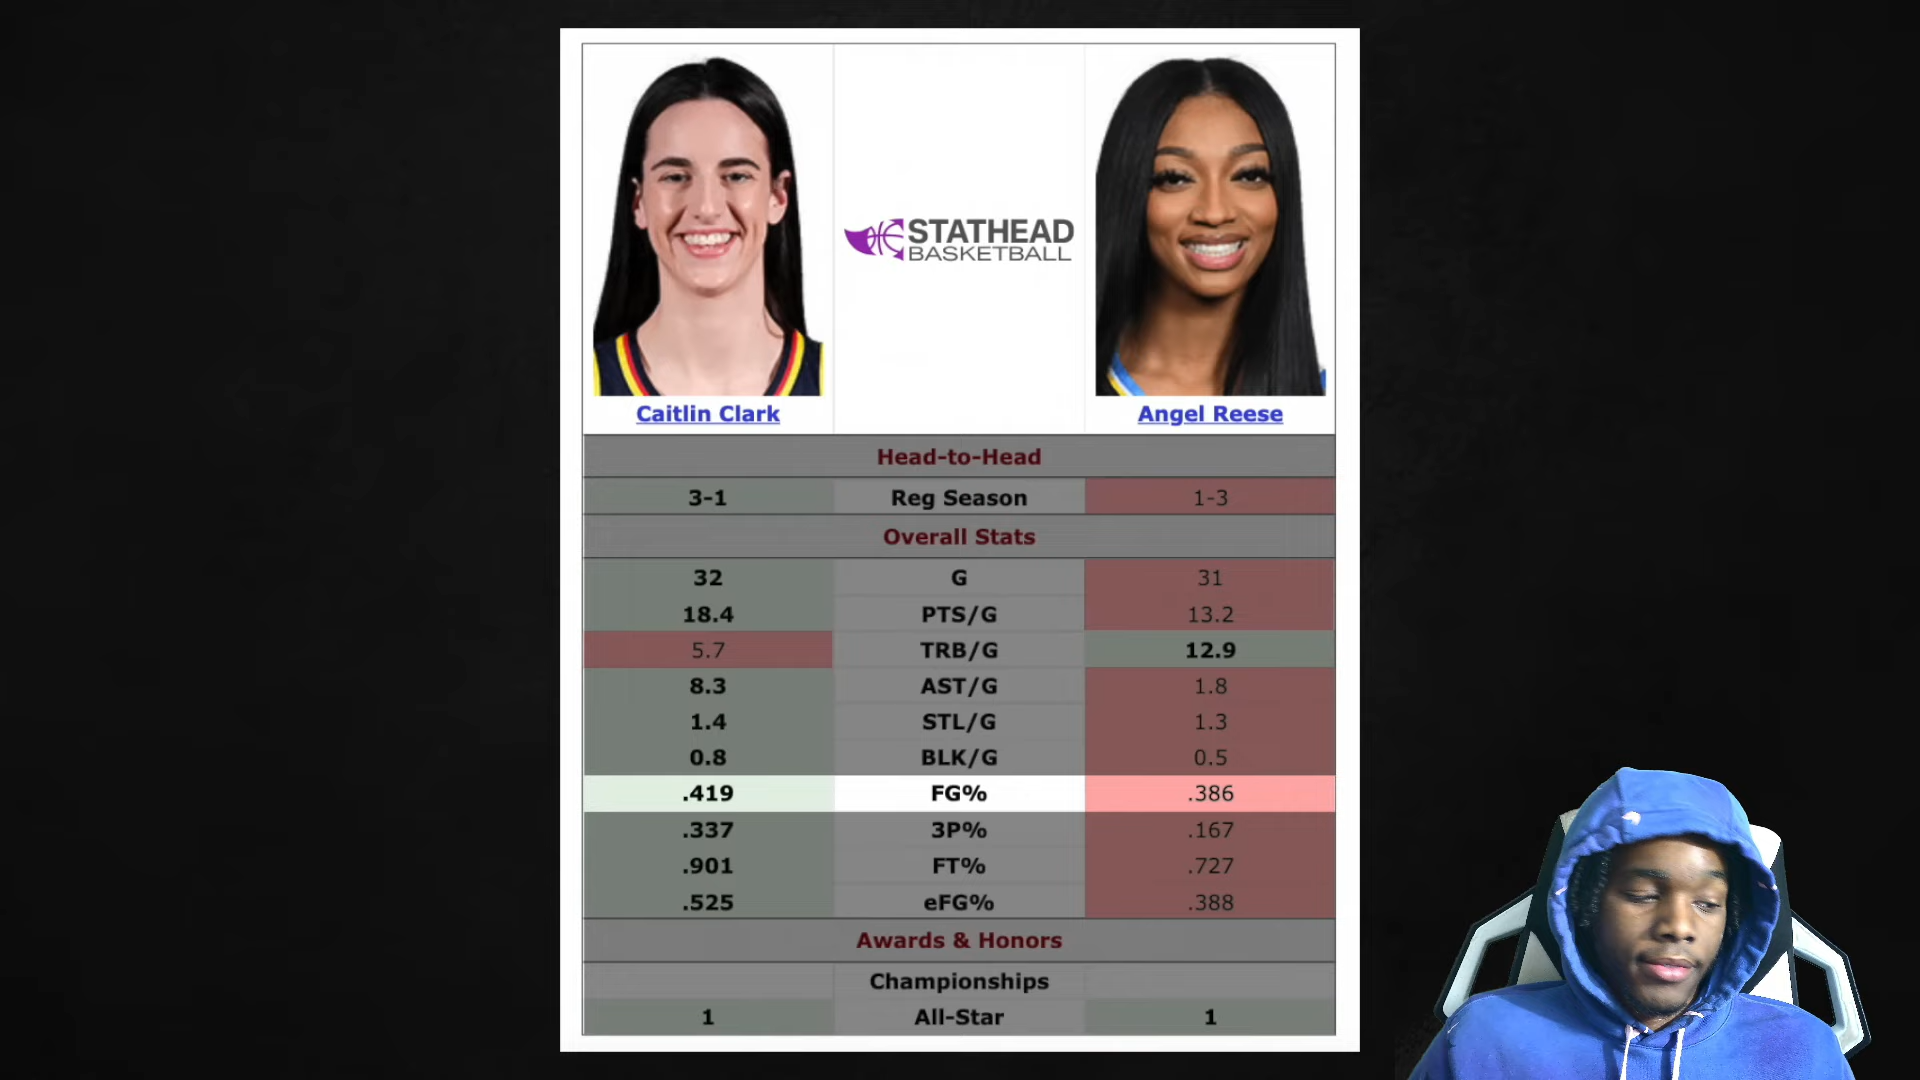 STATHEAD
BASKETBALL
Caitlin Clark Angel Reese
Head-to-Head
3-1 Reg Season 1-3
Overall Stats
32 G 31
18.4 PTS/G 13.2
5.7 TRB/G 12.9
8.3 AST/G 1.8
1.4 STL/G 1.3
0.8 BLK/G 0.5
.419 FG% .386
.337 3P% .167
.901 FT% .727
.525 eFG% .388
Awards & Honors
Championships
1 All-Star 1